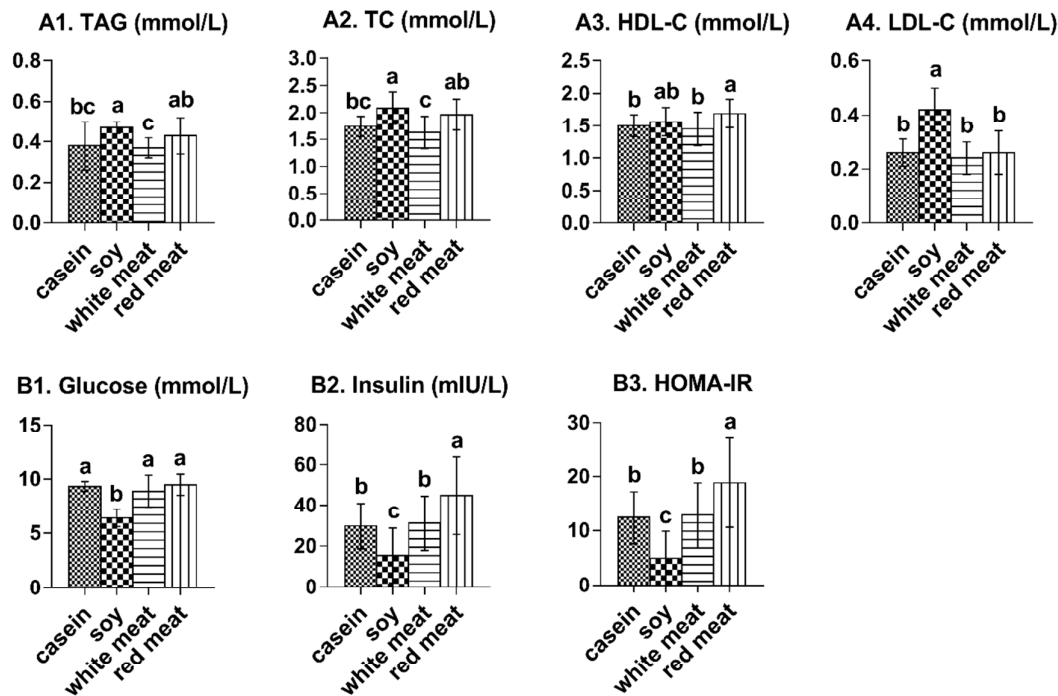 A1. TAG (mmol/L)
A2. TC (mmol/L)
A3. HDL-C (mmol/L)
A4. LDL-C (mmol/L)
0.8
0.6
0.4
0.2
0.0
bc
a
c
ab
casein
soy
white meat
red meat
3.0
2.5
2.0
1.5
1.0
0.5
0.0
bc
a
c
ab
casein
soy
white meat
red meat
2.5
2.0
1.5
1.0
0.5
0.0
b
ab
b
a
casein
soy
white meat
red meat
0.6
0.4
0.2
0.0
b
a
b
b
casein
soy
white meat
red meat
B1. Glucose (mmol/L)
B2. Insulin (mIU/L)
B3. HOMA-IR
15
10
5
0
a
b
a
a
casein
soy
white meat
red meat
80
60
40
20
0
b
c
b
a
casein
soy
white meat
red meat
30
20
10
0
b
c
b
a
casein
soy
white meat
red meat